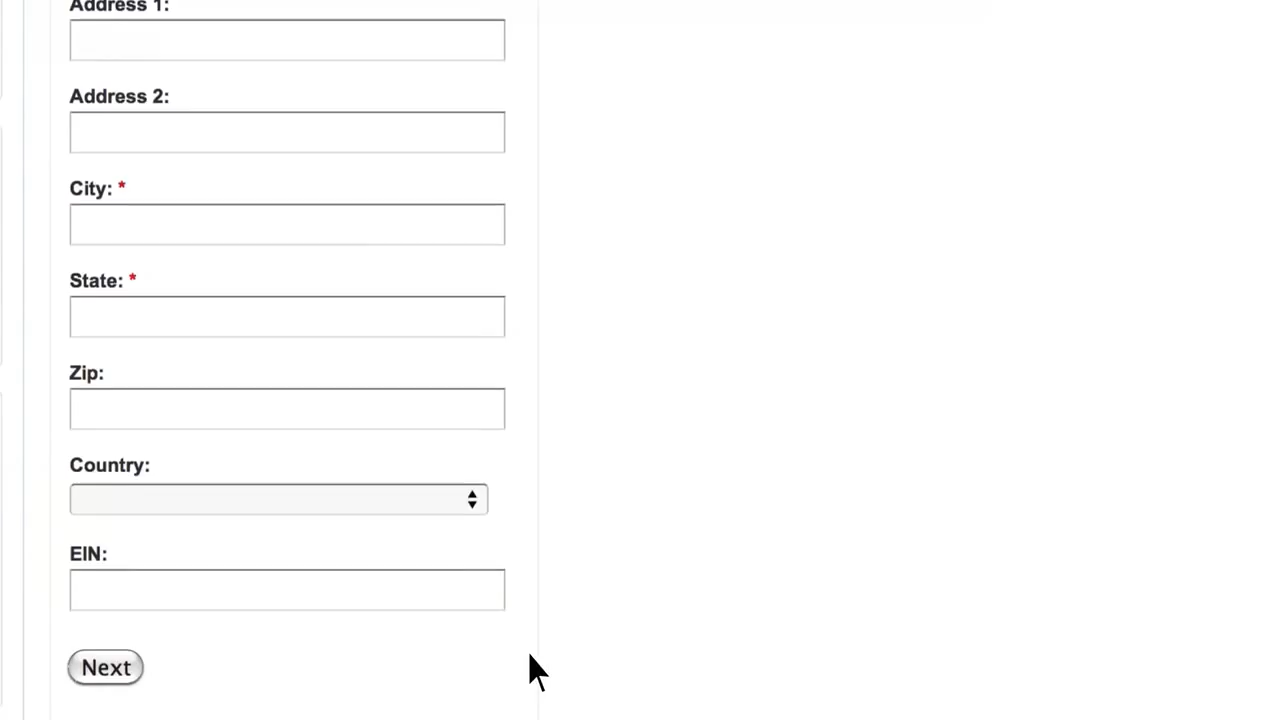 Address 1:
Address 2:
City: *
State: *
Zip:
Country:
EIN:
Next